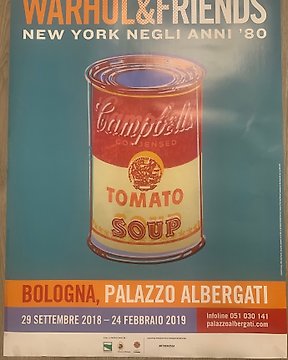 WARHOL&FRIENDS
NEW YORK NEGLI ANNI '80
Campbell's
CONDENSED
TOMATO
SOUP
BOLOGNA, PALAZZO ALBERGATI
29 SETTEMBRE 2018 – 24 FEBBRAIO 2019
Infoline 051 030 141
palazzoalbergati.com